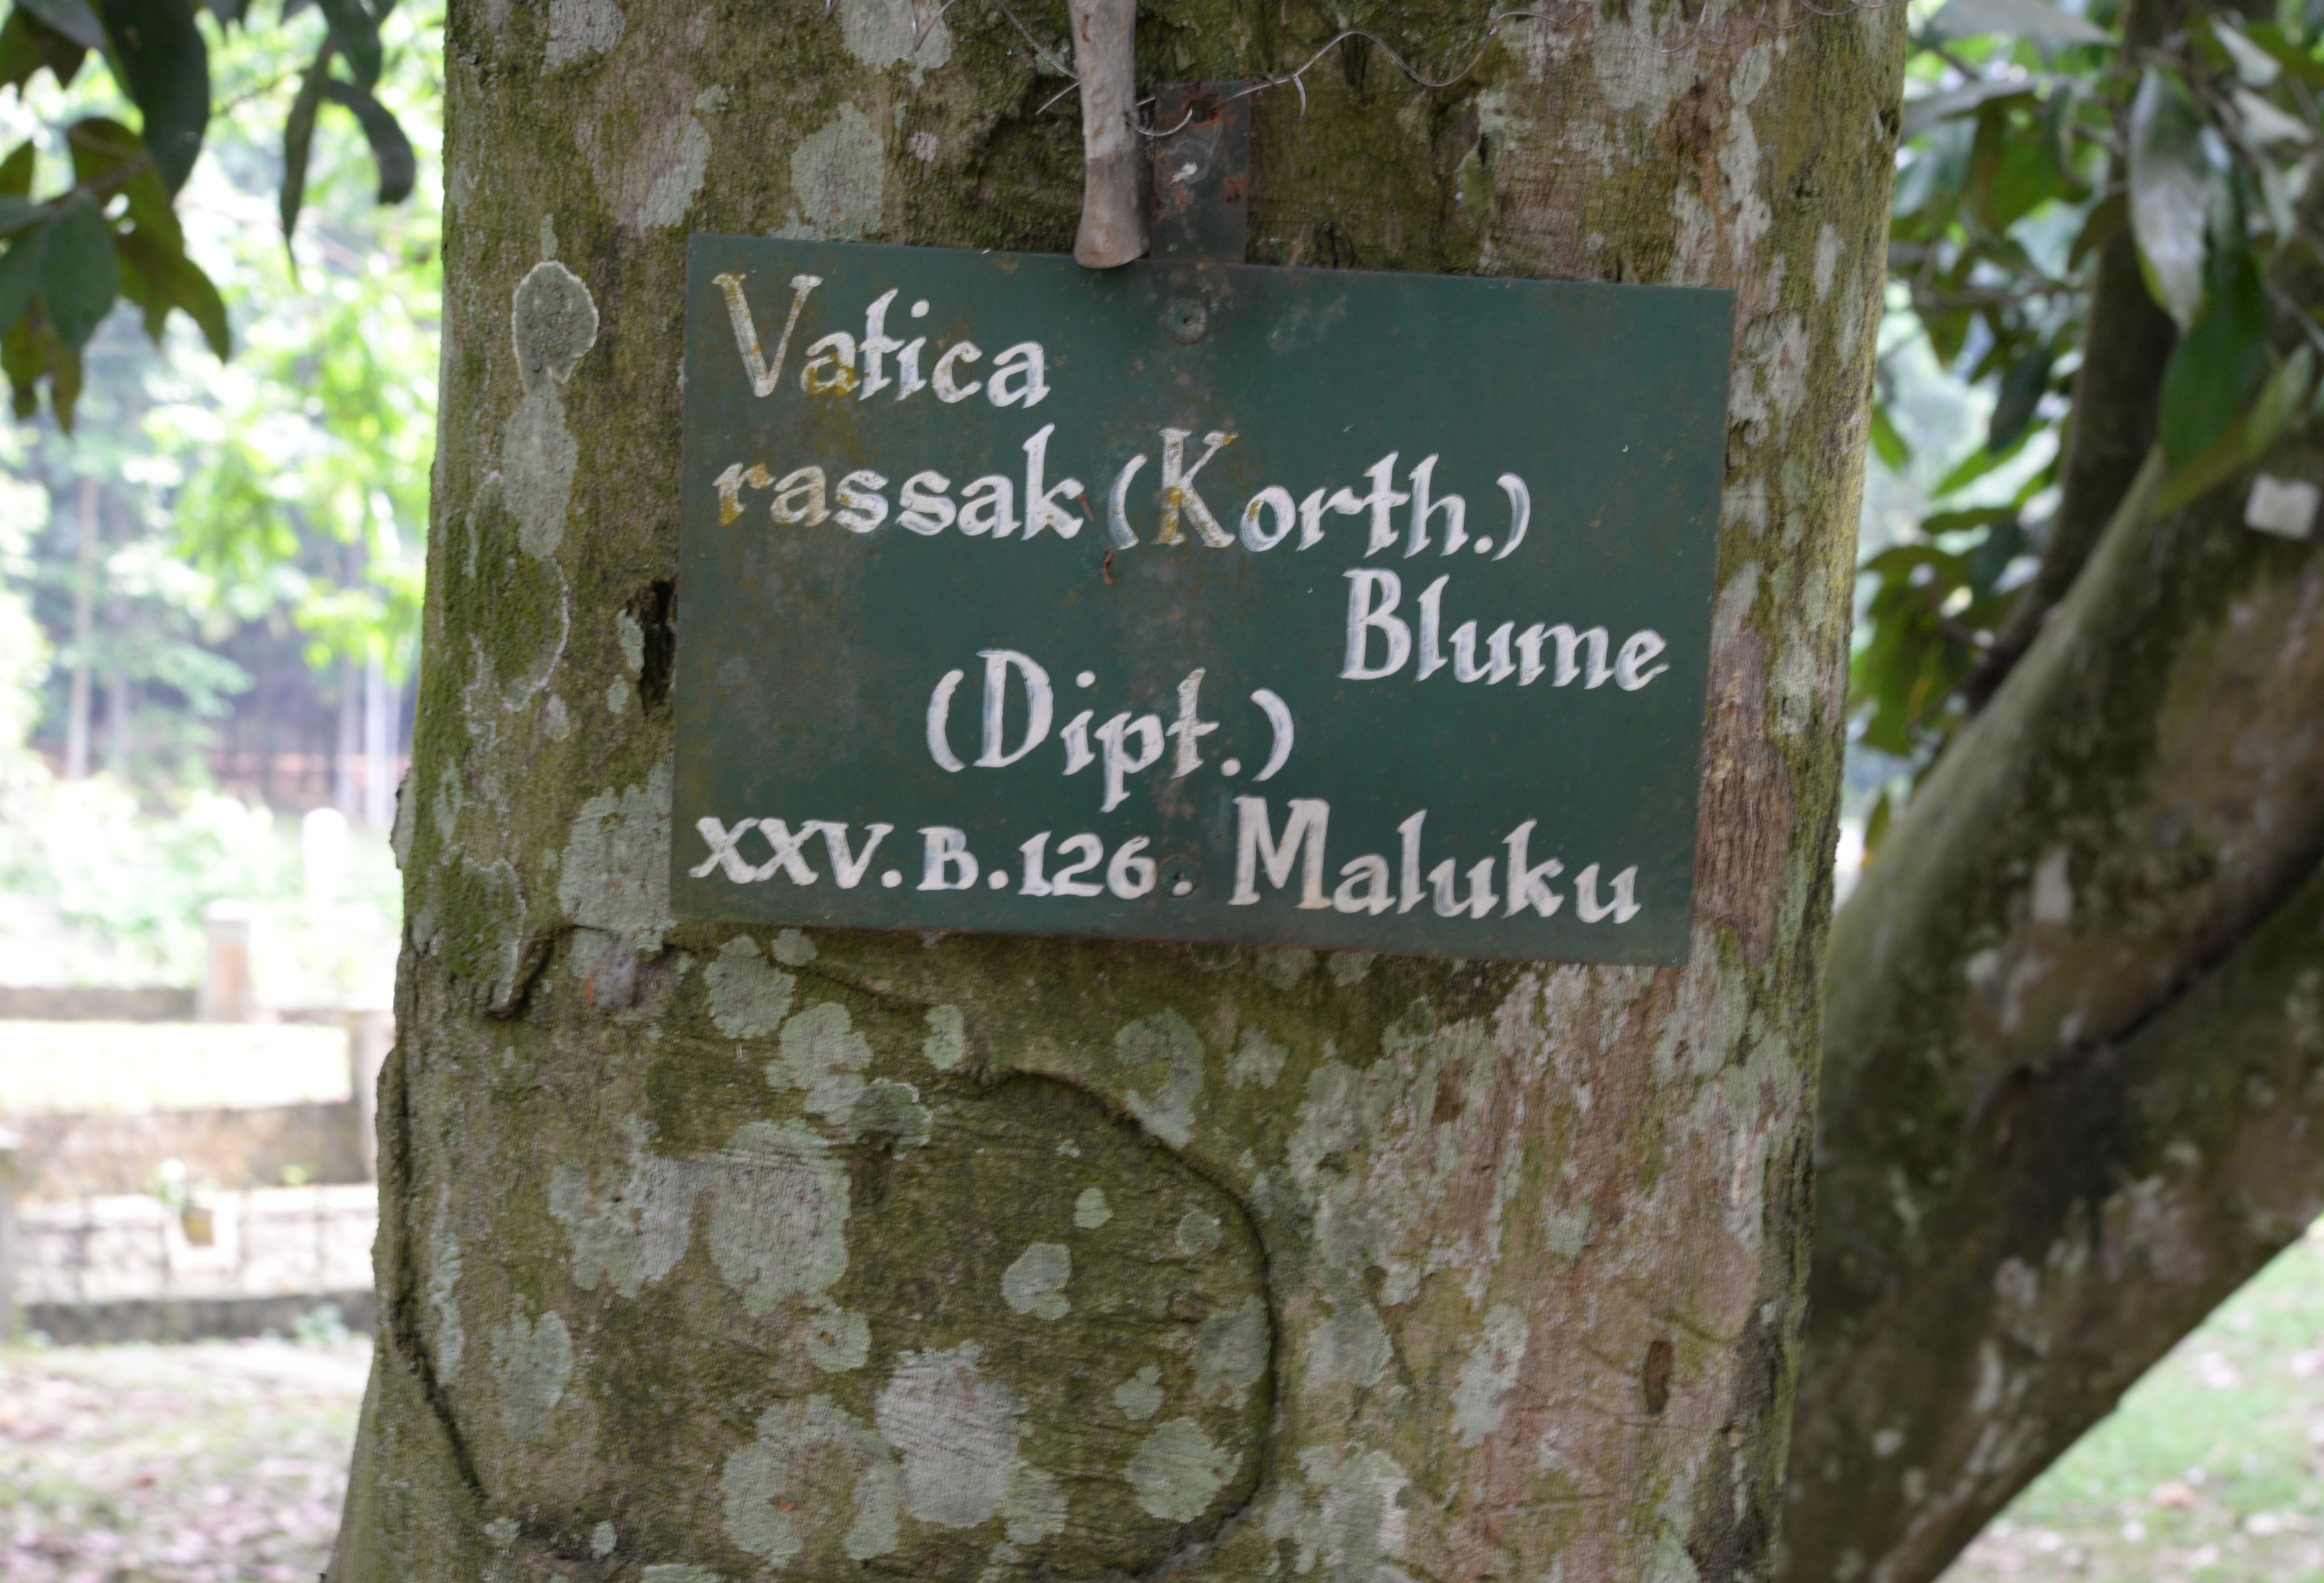 Vatica
rassak (Korth.)
Blume
(Dipt.)
XXV.B.126. Maluku